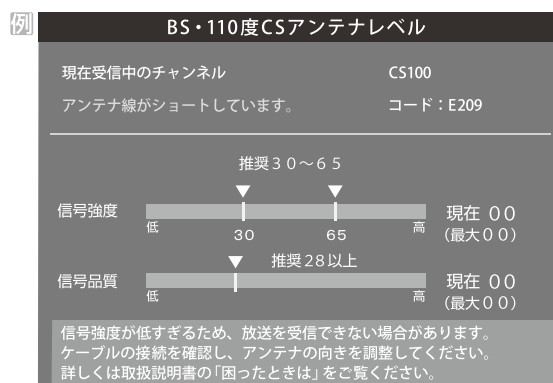 例
BS・110度CSアンテナレベル
現在受信中のチャンネル CS100
アンテナ線がショートしています。 コード：E209
推奨３０～６５
信号強度 低 30 65 高 現在 00
(最大００)
推奨28以上
信号品質 低 高 現在 00
(最大００)
信号強度が低すぎるため、放送を受信できない場合があります。
ケーブルの接続を確認し、アンテナの向きを調整してください。
詳しくは取扱説明書の「困ったときは」をご覧ください。